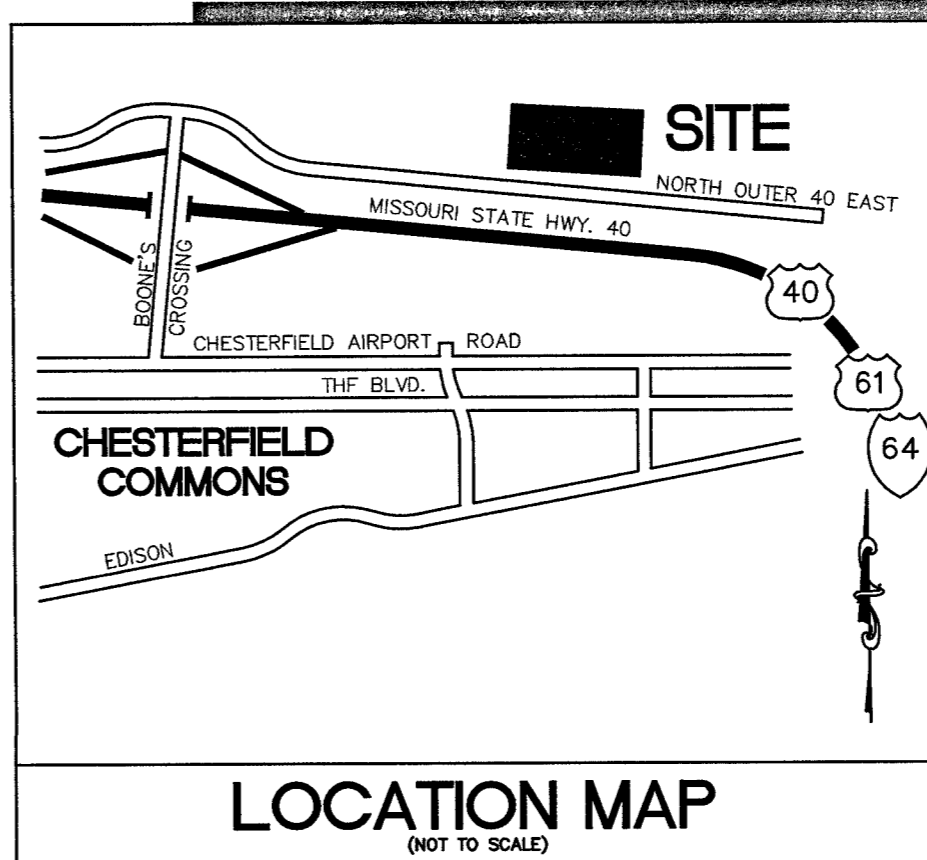 SITE
NORTH OUTER 40 EAST
MISSOURI STATE HWY. 40
BOONE'S
CROSSING
40
CHESTERFIELD AIRPORT ROAD
THF BLVD.
61
CHESTERFIELD
COMMONS
64
EDISON
LOCATION MAP
(NOT TO SCALE)